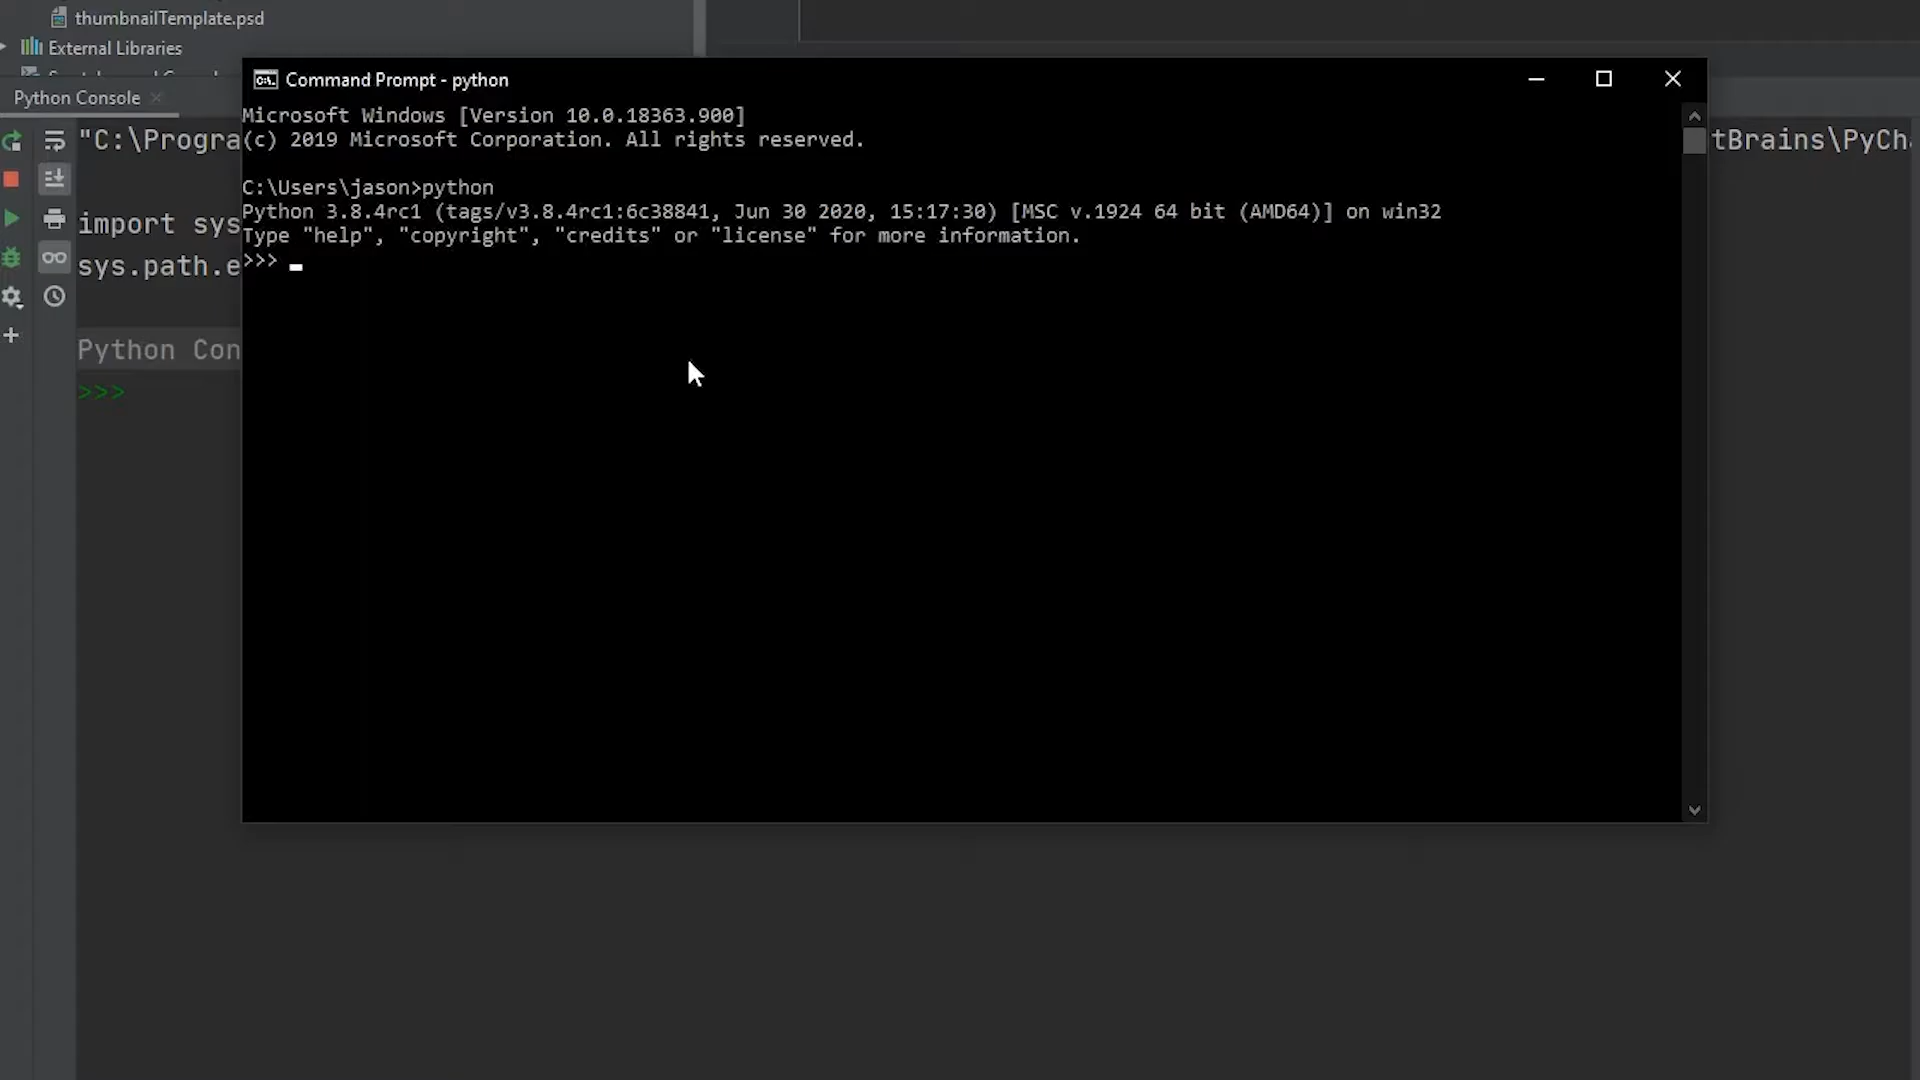 thumbnailTemplate.psd
External Libraries
Python Console
Command Prompt - python
Microsoft Windows [Version 10.0.18363.900]
(c) 2019 Microsoft Corporation. All rights reserved.
C:\Users\jason>python
Python 3.8.4rc1 (tags/v3.8.4rc1:6c38841, Jun 30 2020, 15:17:30) [MSC v.1924 64 bit (AMD64)] on win32
Type "help", "copyright", "credits" or "license" for more information.
>>>
"C:\Progra
tBrains\PyCh
import sys
sys.path.e
Python Con
>>>